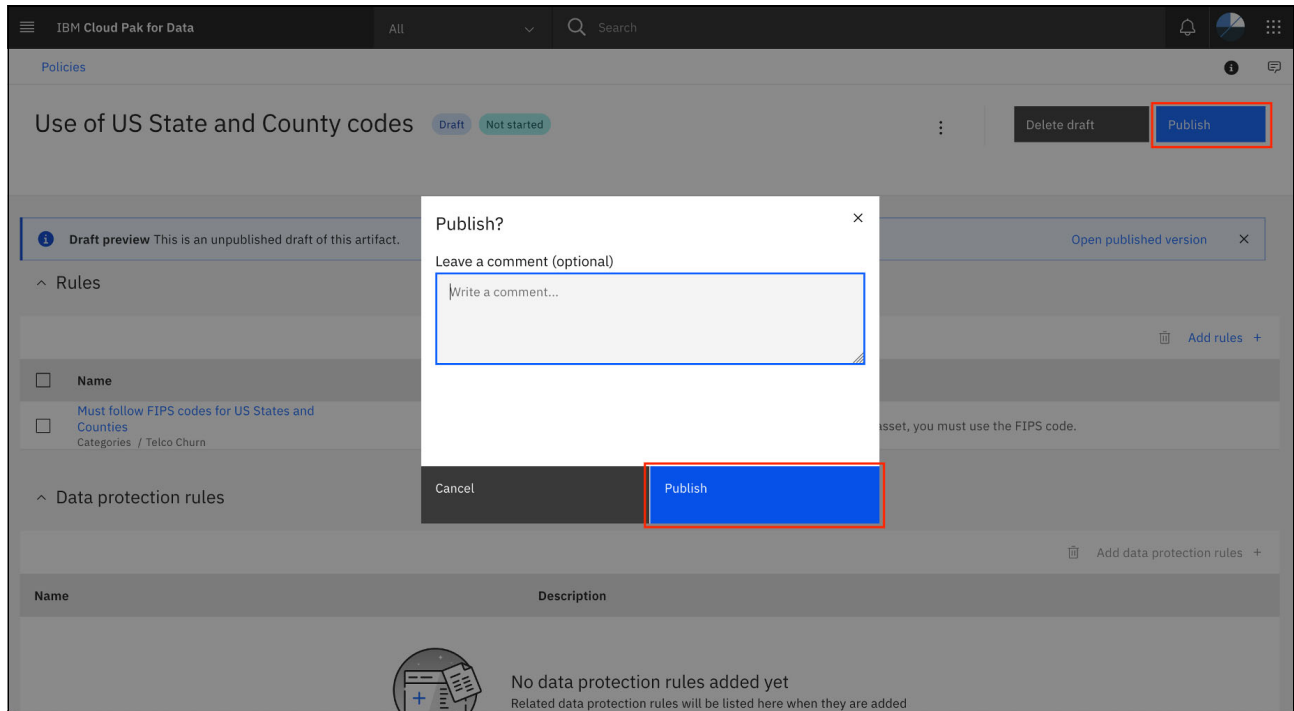 IBM Cloud Pak for Data
All
Search
Policies
Use of US State and County codes
Draft
Not started
Delete draft
Publish
Draft preview This is an unpublished draft of this artifact.
Open published version
Rules
Add rules +
Name
Must follow FIPS codes for US States and
Counties
Categories / Telco Churn
asset, you must use the FIPS code.
Publish?
Leave a comment (optional)
Write a comment...
Cancel
Publish
Data protection rules
Add data protection rules +
Name
Description
No data protection rules added yet
Related data protection rules will be listed here when they are added